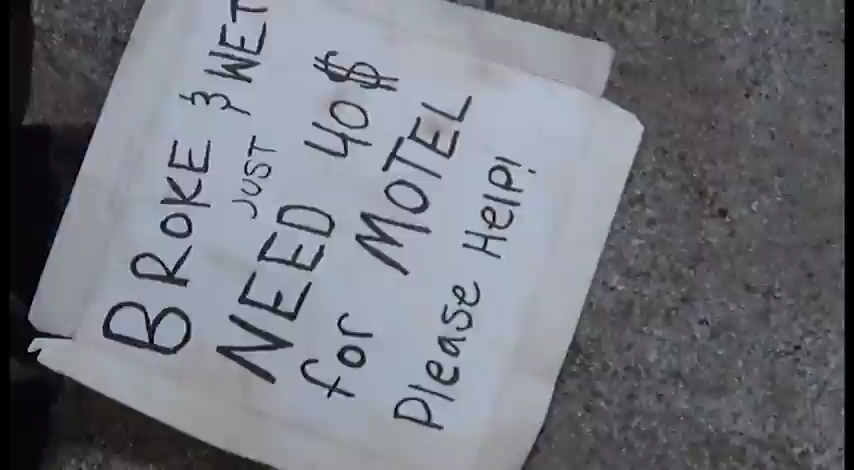 BROKE & WET
JUST
NEED 40$
for MOTEL
Please HElP!